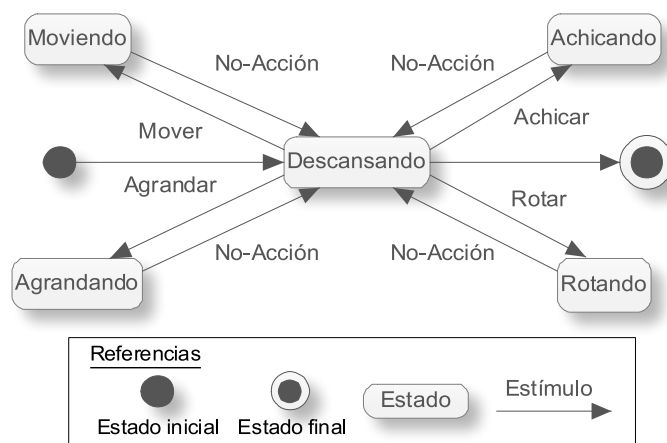 Moviendo
Achicando
No-Acción
No-Acción
Mover
Achicar
Descansando
Agrandar
Rotar
No-Acción
No-Acción
Agrandando
Rotando
Referencias
Estado
Estímulo
Estado inicial
Estado final